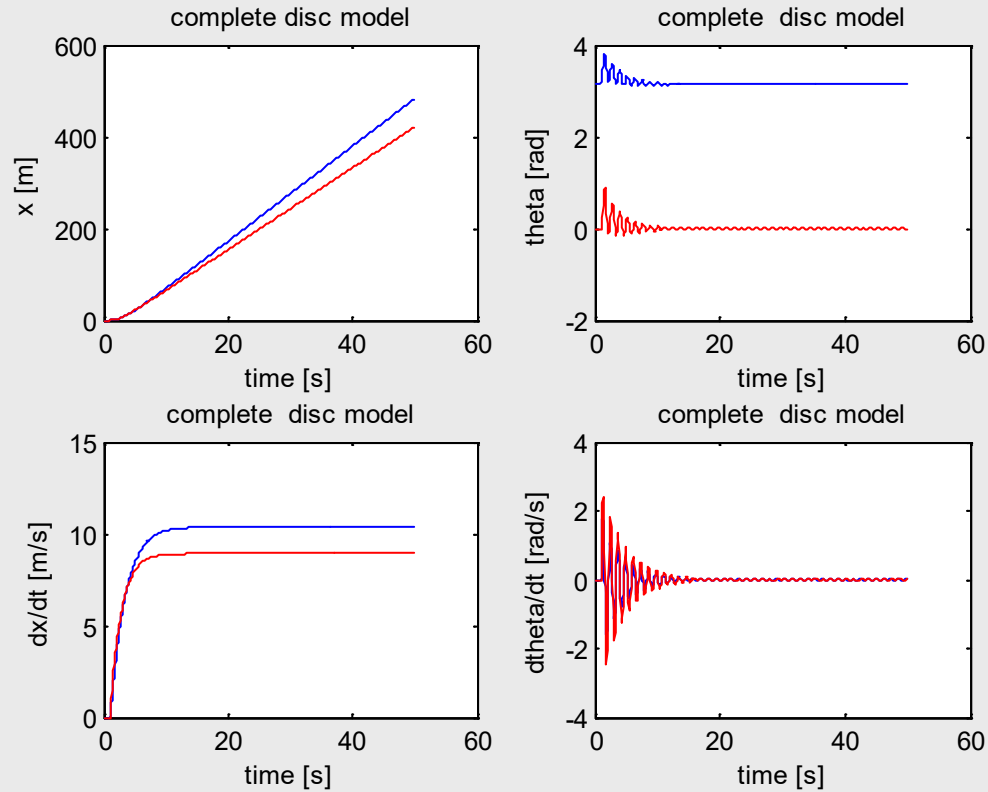 complete disc model
600
400
200
0
x [m]
0 20 40 60
time [s]
complete  disc model
4
2
0
-2
theta [rad]
0 20 40 60
time [s]
complete  disc model
15
10
5
0
dx/dt [m/s]
0 20 40 60
time [s]
complete  disc model
4
2
0
-2
-4
dtheta/dt [rad/s]
0 20 40 60
time [s]